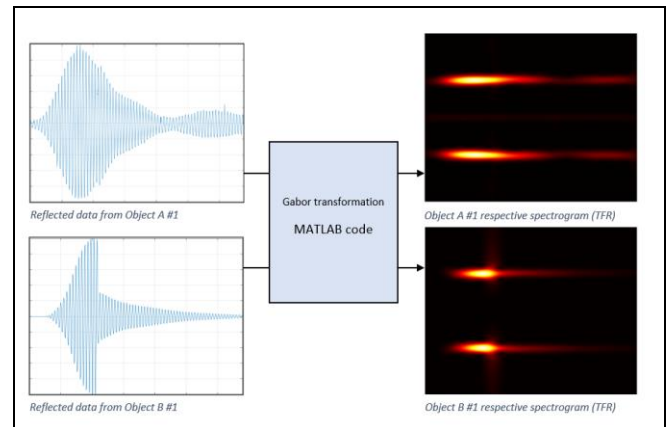 Gabor transformation
MATLAB code
Reflected data from Object A #1
Object A #1 respective spectrogram (TFR)
Reflected data from Object B #1
Object B #1 respective spectrogram (TFR)